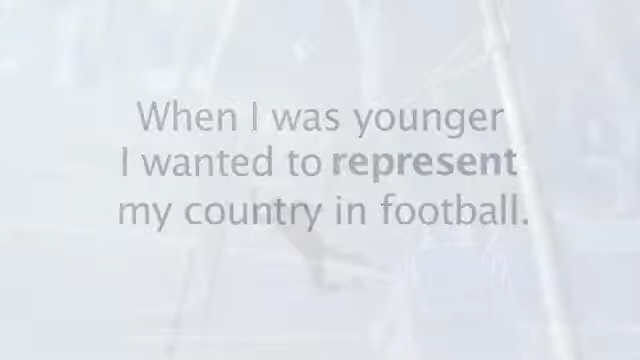 When I was younger
I wanted to represent
my country in football.